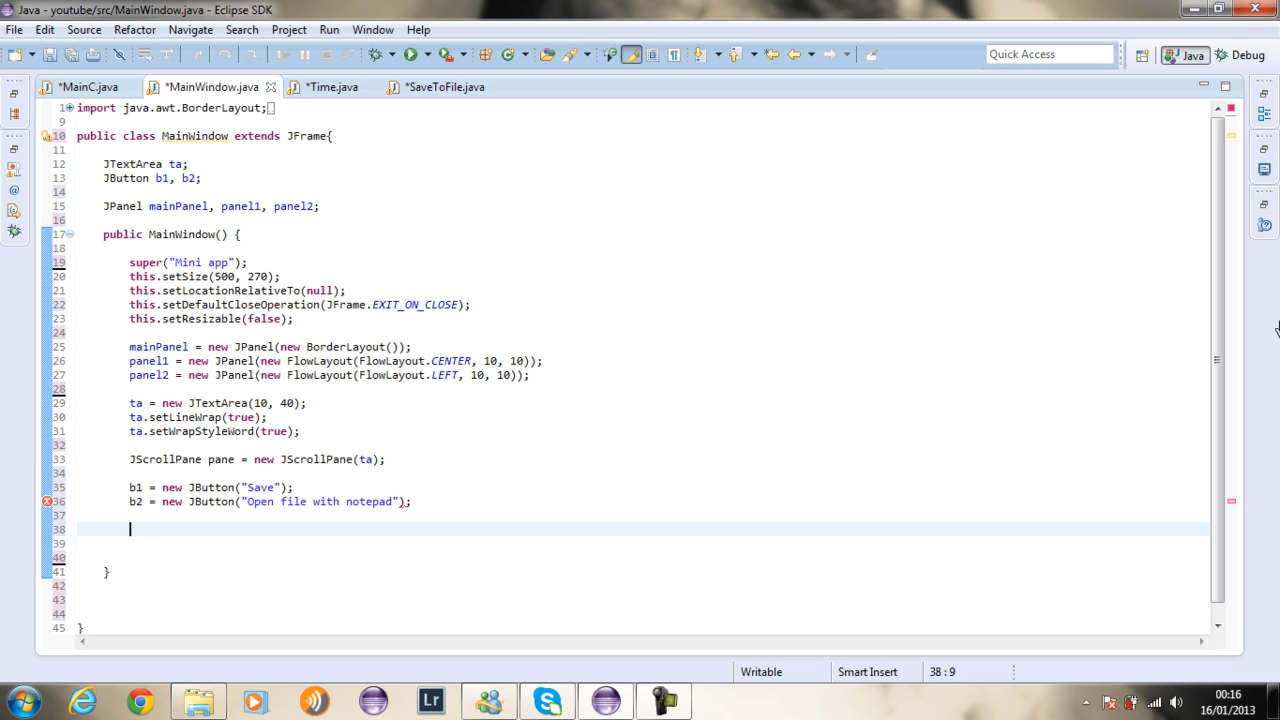 Java - youtube/src/MainWindow.java - Eclipse SDK
File Edit Source Refactor Navigate Search Project Run Window Help
Quick Access Java Debug
*MainC.java *MainWindow.java *Time.java *SaveToFile.java
1 import java.awt.BorderLayout;
9
10 public class MainWindow extends JFrame{
11
12 JTextArea ta;
13 JButton b1, b2;
14
15 JPanel mainPanel, panel1, panel2;
16
17 public MainWindow() {
18
19 super("Mini app");
20 this.setSize(500, 270);
21 this.setLocationRelativeTo(null);
22 this.setDefaultCloseOperation(JFrame.EXIT_ON_CLOSE);
23 this.setResizable(false);
24
25 mainPanel = new JPanel(new BorderLayout());
26 panel1 = new JPanel(new FlowLayout(FlowLayout.CENTER, 10, 10));
27 panel2 = new JPanel(new FlowLayout(FlowLayout.LEFT, 10, 10));
28
29 ta = new JTextArea(10, 40);
30 ta.setLineWrap(true);
31 ta.setWrapStyleWord(true);
32
33 JScrollPane pane = new JScrollPane(ta);
34
35 b1 = new JButton("Save");
36 b2 = new JButton("Open file with notepad");
37
38
39
40
41 }
42
43
44
45 }
Writable Smart Insert 38 : 9
Lr
00:16
16/01/2013